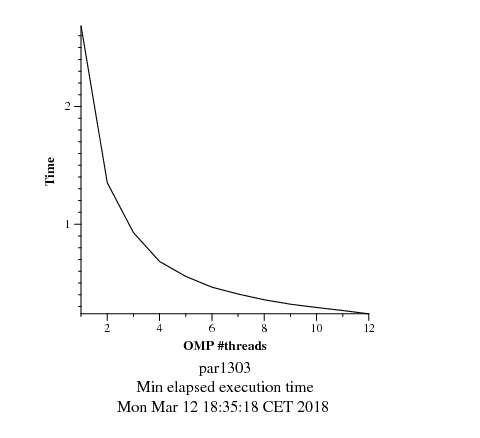 2
1
Time
2
4
6
8
10
12
OMP #threads
par1303
Min elapsed execution time
Mon Mar 12 18:35:18 CET 2018